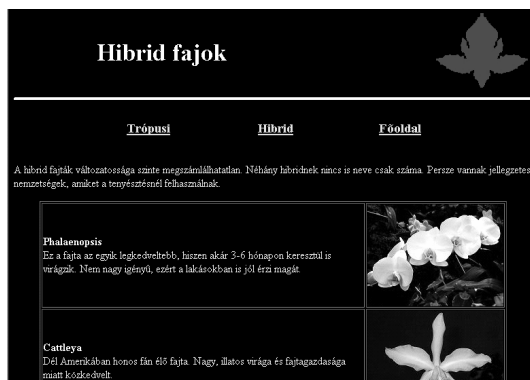 Hibrid fajok
Trópusi Hibrid Főoldal
A hibrid fajták változatossága szinte megszámlálhatatlan. Néhány hibridnek nincs is neve csak száma. Persze vannak jellegzetes
nemzetségek, amiket a tenyésztésnél felhasználnak.
Phalaenopsis
Ez a fajta az egyik legkedveltebb, hiszen akár 3-6 hónapon keresztül is
virágzik. Nem nagy igényű, ezért a lakásokban is jól érzi magát.
Cattleya
Dél Amerikában honos fán élő fajta. Nagy, illatos virága és fajtagazdasága
miatt közkedvelt.